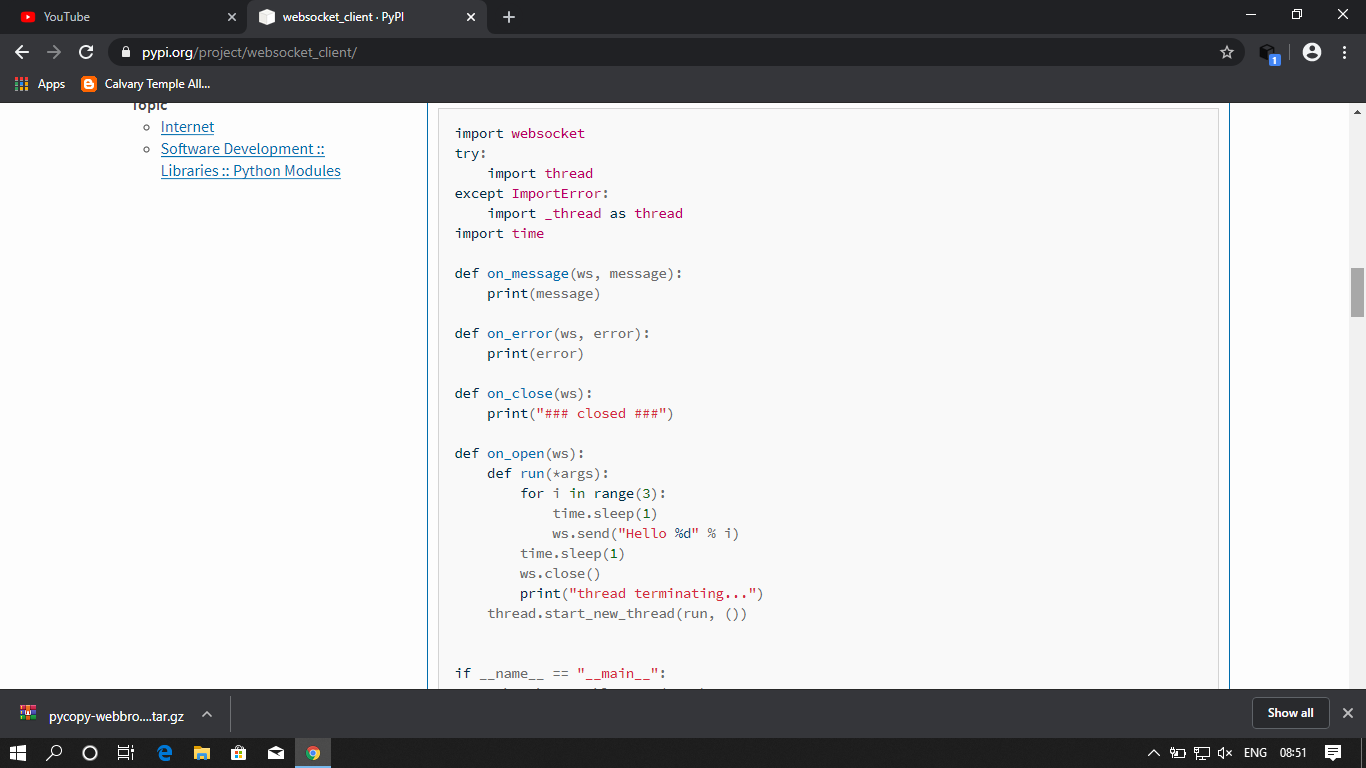 YouTube
websocket_client · PyPI
pypi.org/project/websocket_client/
Apps
Calvary Temple All...
Topic
Internet
Software Development ::
Libraries :: Python Modules
import websocket
try:
    import thread
except ImportError:
    import _thread as thread
import time
def on_message(ws, message):
    print(message)
def on_error(ws, error):
    print(error)
def on_close(ws):
    print("### closed ###")
def on_open(ws):
    def run(*args):
        for i in range(3):
            time.sleep(1)
            ws.send("Hello %d" % i)
        time.sleep(1)
        ws.close()
        print("thread terminating...")
    thread.start_new_thread(run, ())
if __name__ == "__main__":
pycopy-webbro....tar.gz
Show all
ENG
08:51
1